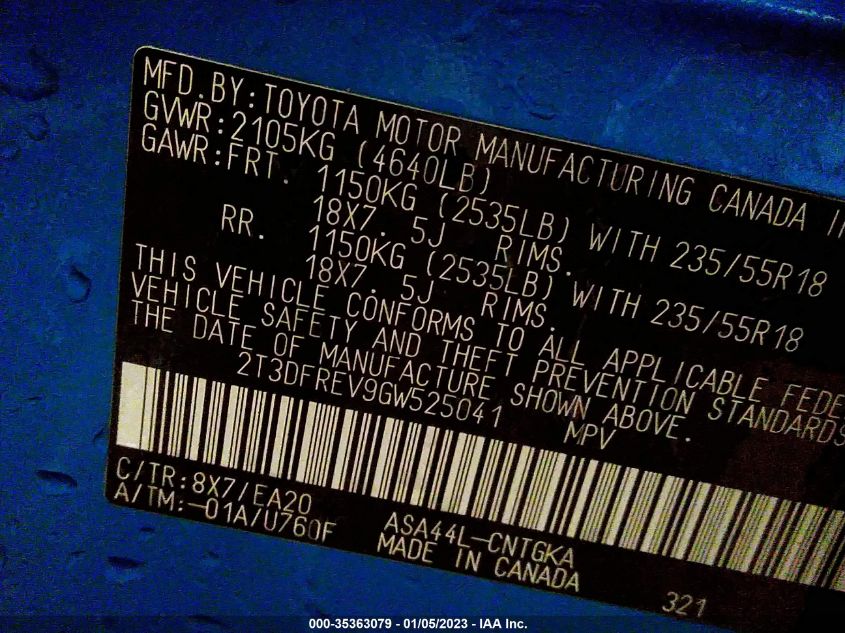 MFD.BY:TOYOTA MOTOR MANUFACTURING CANADA
GVWR:2105KG (4640LB)
GAWR:FRT. 1150KG (2535LB) WITH 235/55R18
18X7. 5J RIMS.
RR. 1150KG (2535LB) WITH 235/55R18
18X7. 5J RIMS.
THIS VEHICLE CONFORMS TO ALL APPLICABLE FEDE
VEHICLE SAFETY AND THEFT PREVENTION STANDARDS
THE DATE OF MANUFACTURE SHOWN ABOVE.
2T3DFREV9GW525041 MPV
C/TR:8X7/EA20 ASA44L-CNTGKA
A/TM:-01A/U760F MADE IN CANADA
321
000-35363079 - 01/05/2023 - IAA Inc.